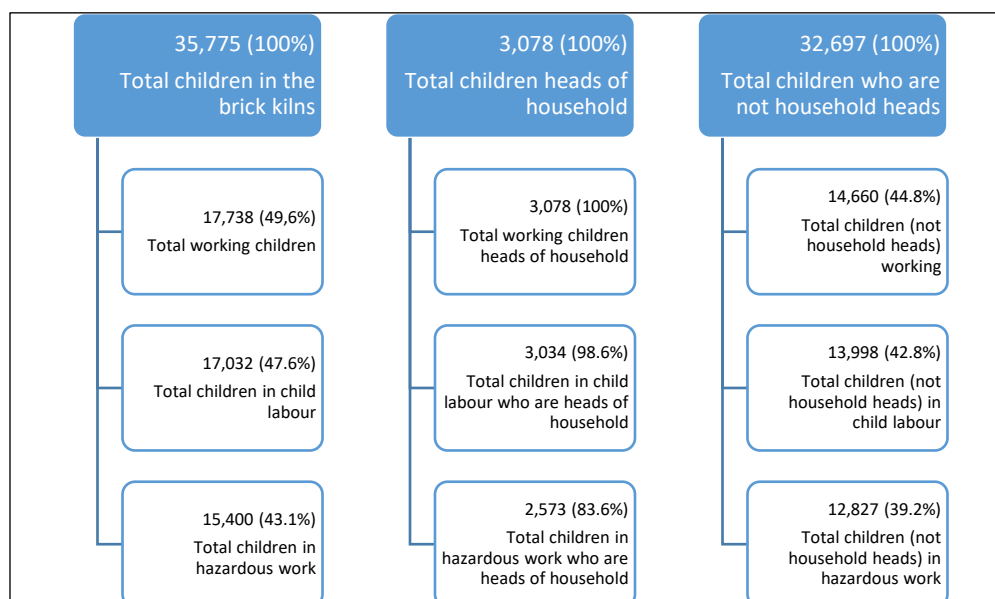 35,775 (100%)
Total children in the
brick kilns
17,738 (49,6%)
Total working children
17,032 (47.6%)
Total children in child
labour
15,400 (43.1%)
Total children in
hazardous work
3,078 (100%)
Total children heads of
household
3,078 (100%)
Total working children
heads of household
3,034 (98.6%)
Total children in child
labour who are heads of
household
2,573 (83.6%)
Total children in
hazardous work who are
heads of household
32,697 (100%)
Total children who are
not household heads
14,660 (44.8%)
Total children (not
household heads)
working
13,998 (42.8%)
Total children (not
household heads) in
child labour
12,827 (39.2%)
Total children (not
household heads) in
hazardous work